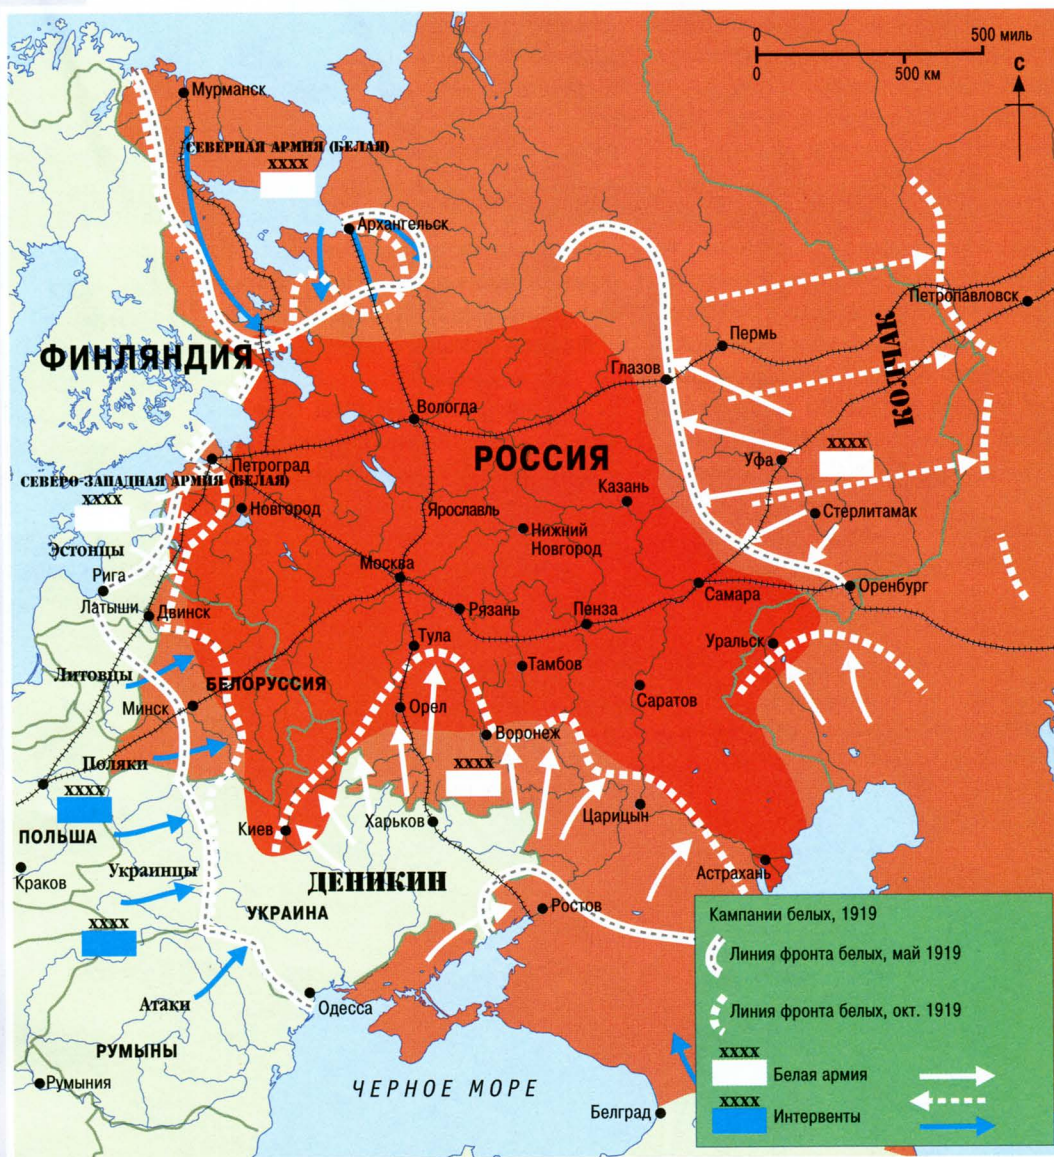 0 500 миль
0 500 км
С
Мурманск
СЕВЕРНАЯ АРМИЯ (БЕЛАЯ)
XXXX
Архангельск
Петропавловск
КОЛЧАК
Пермь
ФИНЛЯНДИЯ
Глазов
Вологда
РОССИЯ
XXXX
Уфа
Петроград
СЕВЕРО-ЗАПАДНАЯ АРМИЯ (БЕЛАЯ)
XXXX
Казань
Новгород
Ярославль
Стерлитамак
Нижний
Новгород
Эстонцы
Москва
Рига
Латыши
Двинск
Рязань
Пенза
Самара
Оренбург
Тула
Уральск
Тамбов
Литовцы
БЕЛОРУССИЯ
Саратов
Минск
Орел
Воронеж
Поляки
XXXX
XXXX
Царицын
ПОЛЬША
Киев
Харьков
Краков
Украинцы
ДЕНИКИН
Астрахань
УКРАИНА
Ростов
XXXX
Атаки
Одесса
РУМЫНЫ
Румыния
ЧЕРНОЕ МОРЕ
Белград
Кампании белых, 1919
Линия фронта белых, май 1919
Линия фронта белых, окт. 1919
XXXX
Белая армия
XXXX
Интервенты